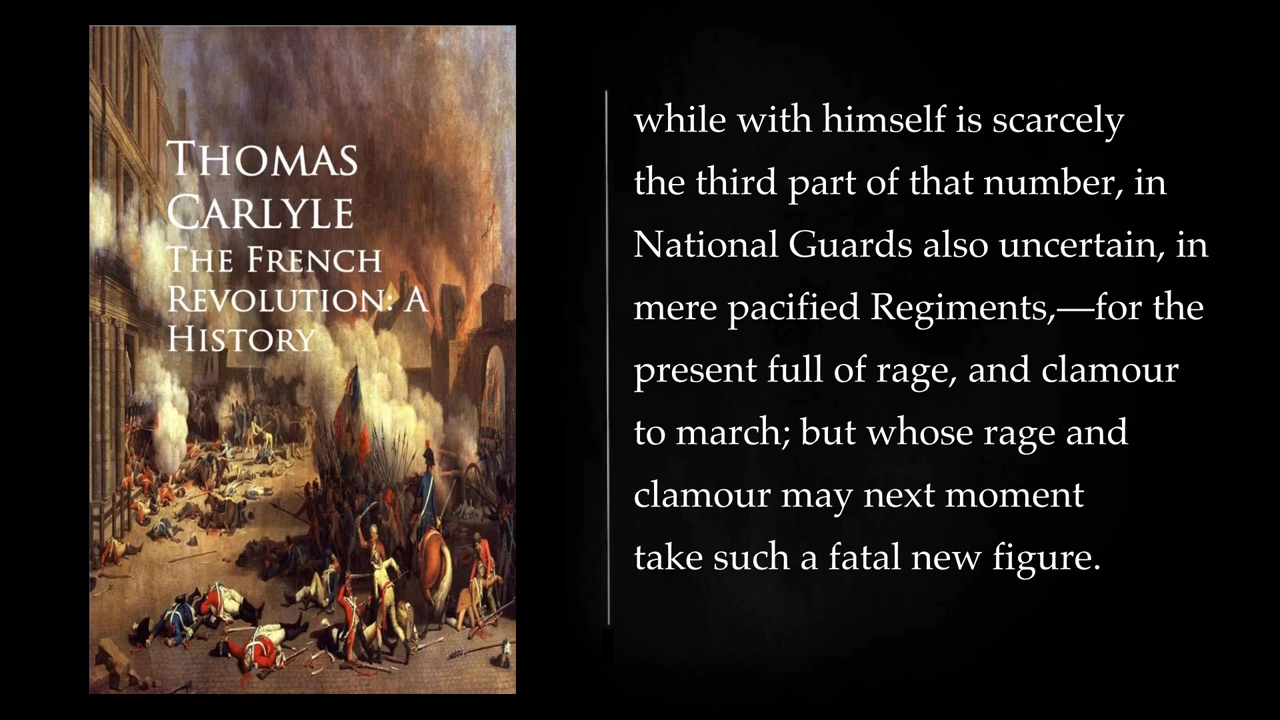 THOMAS
CARLYLE
THE FRENCH
REVOLUTION: A
HISTORY
while with himself is scarcely
the third part of that number, in
National Guards also uncertain, in
mere pacified Regiments,—for the
present full of rage, and clamour
to march; but whose rage and
clamour may next moment
take such a fatal new figure.